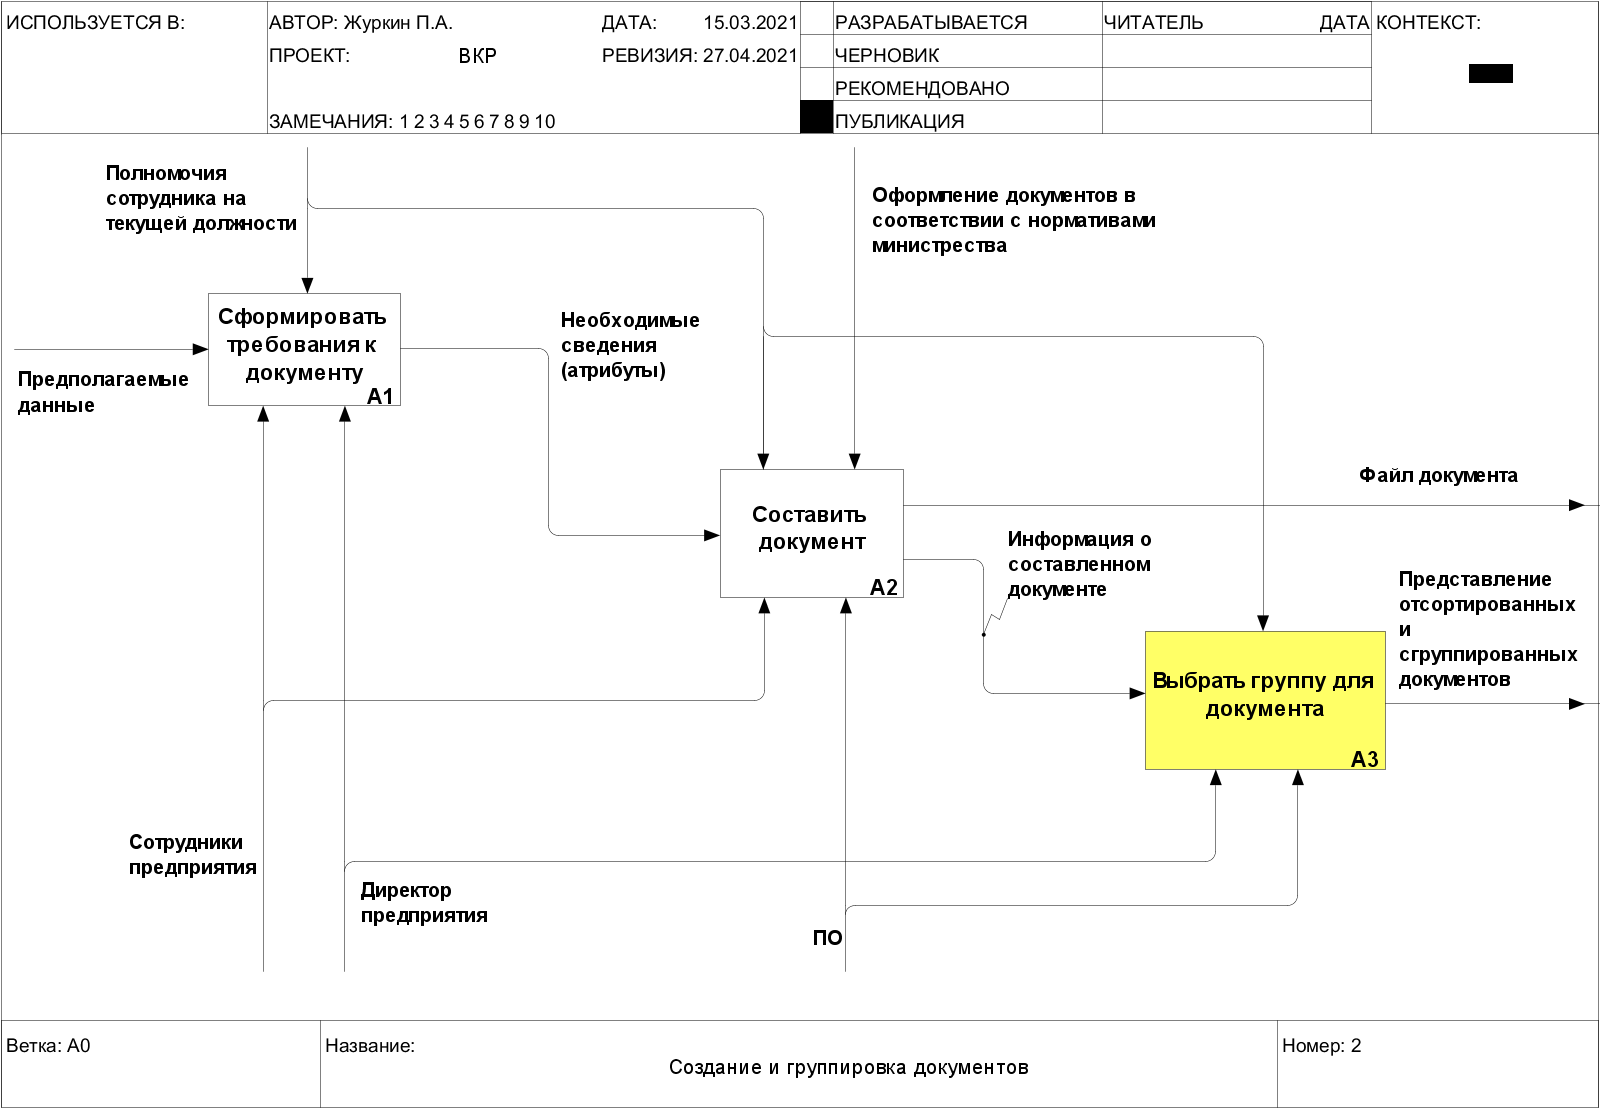 ИСПОЛЬЗУЕТСЯ В:
АВТОР: Журкин П.А.
ДАТА: 15.03.2021
ПРОЕКТ: ВКР
РЕВИЗИЯ: 27.04.2021
ЗАМЕЧАНИЯ: 1 2 3 4 5 6 7 8 9 10
РАЗРАБАТЫВАЕТСЯ
ЧЕРНОВИК
РЕКОМЕНДОВАНО
ПУБЛИКАЦИЯ
ЧИТАТЕЛЬ ДАТА
КОНТЕКСТ:
Полномочия
сотрудника на
текущей должности
Оформление документов в
соответствии с нормативами
министрества
Сформировать
требования к
документу
A1
Необходимые
сведения
(атрибуты)
Предполагаемые
данные
Файл документа
Составить
документ
A2
Информация о
составленном
документе
Представление
отсортированных
и
сгруппированных
документов
Выбрать группу для
документа
A3
Сотрудники
предприятия
Директор
предприятия
ПО
Ветка: A0
Название:
Создание и группировка документов
Номер: 2